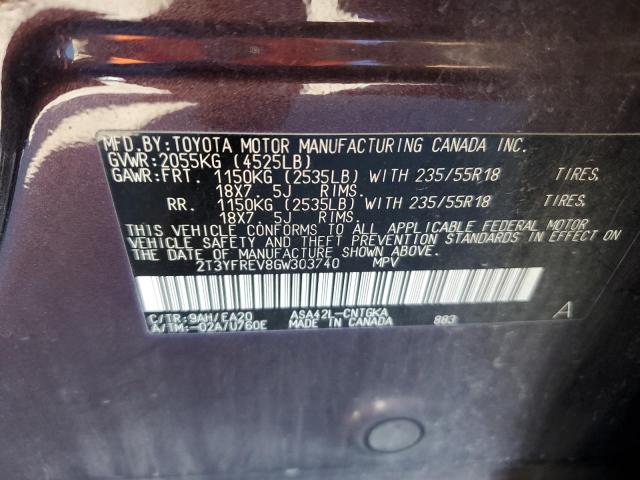 MFD.BY:TOYOTA MOTOR MANUFACTURING CANADA INC.
GVWR:2055KG (4525LB)
GAWR:FRT. 1150KG (2535LB) WITH 235/55R18 TIRES,
18X7.5J RIMS.
RR. 1150KG (2535LB) WITH 235/55R18 TIRES,
18X7.5J RIMS.
THIS VEHICLE CONFORMS TO ALL APPLICABLE FEDERAL MOTOR
VEHICLE SAFETY AND THEFT PREVENTION STANDARDS IN EFFECT ON
THE DATE OF MANUFACTURE SHOWN ABOVE.
2T3YFREV8GW303740 MPV
C/TR:9AH/EA20 ASA42L-CNTGKA
A/TM:-02A/U760E MADE IN CANADA 883 A